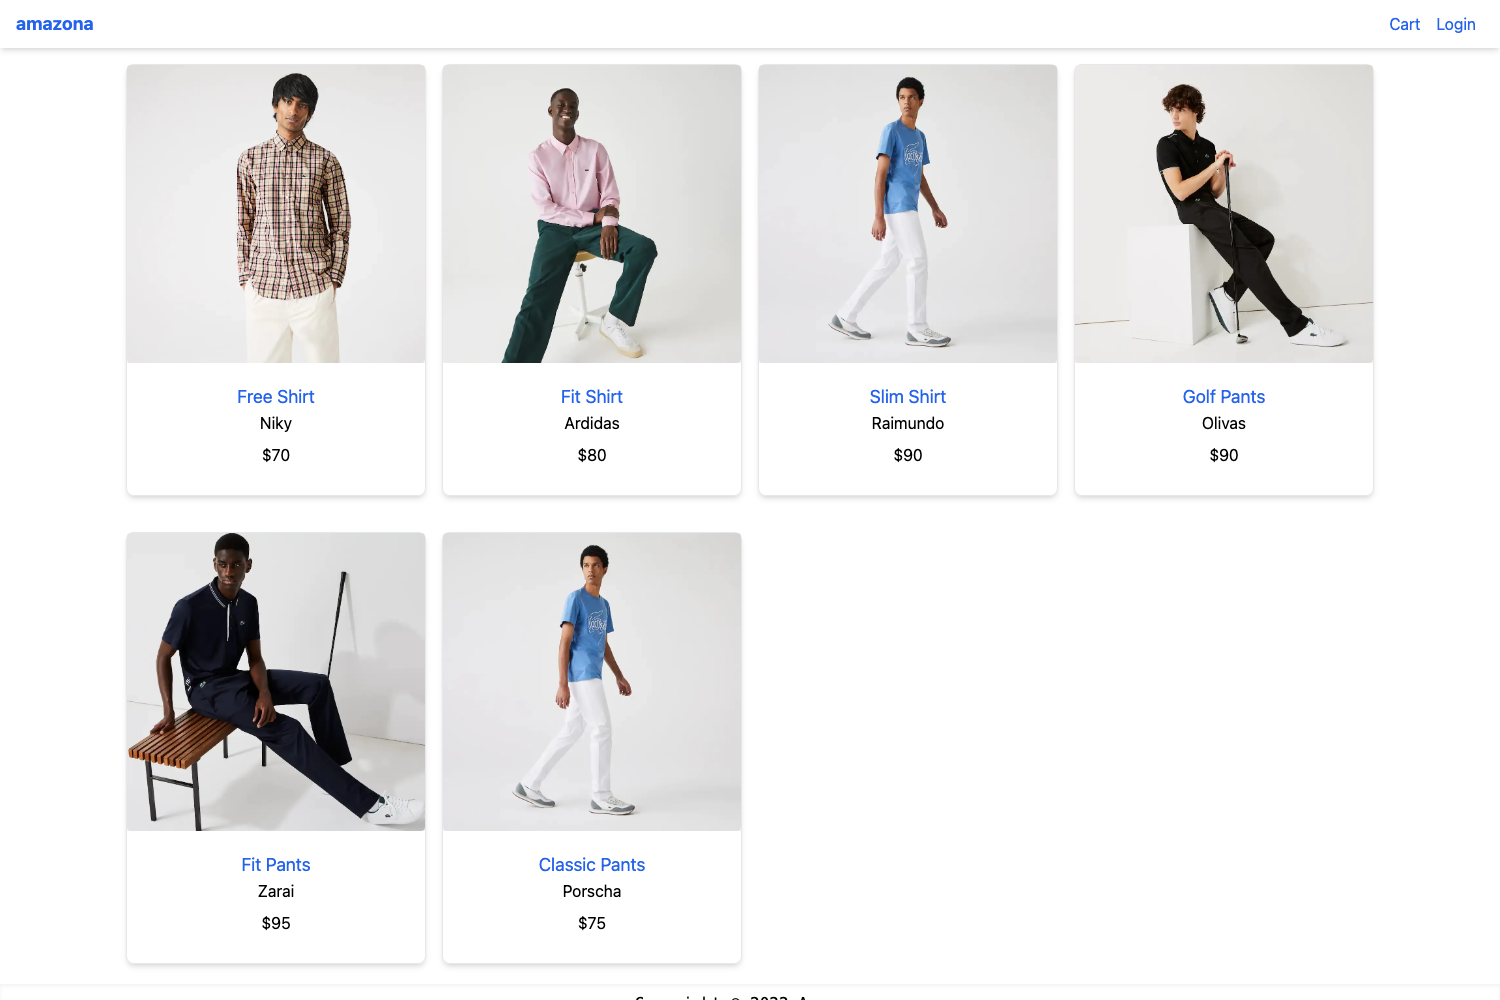 amazona
Cart Login
Free Shirt
Niky
$70
Fit Shirt
Ardidas
$80
Slim Shirt
Raimundo
$90
Golf Pants
Olivas
$90
Fit Pants
Zarai
$95
Classic Pants
Porscha
$75